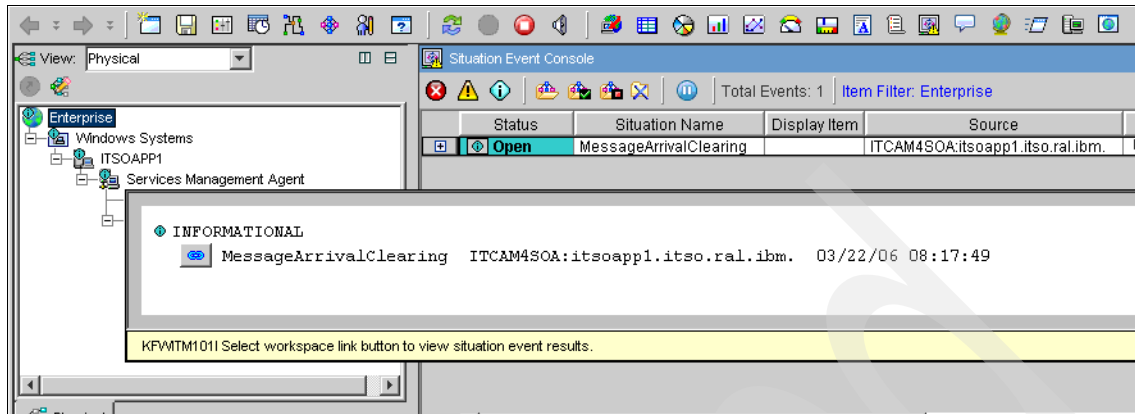 View: Physical
Situation Event Console
Total Events: 1 Item Filter: Enterprise
Enterprise
Windows Systems
ITSOAPP1
Services Management Agent
Status Situation Name Display Item Source
Open MessageArrivalClearing ITCAM4SOA:itsoapp1.itso.ral.ibm.
INFORMATIONAL
MessageArrivalClearing ITCAM4SOA:itsoapp1.itso.ral.ibm. 03/22/06 08:17:49
KFWITM101I Select workspace link button to view situation event results.